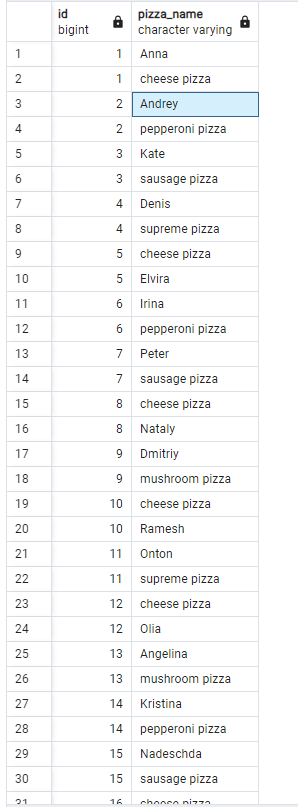 id pizza_name
bigint character varying
1 1 Anna
2 1 cheese pizza
3 2 Andrey
4 2 pepperoni pizza
5 3 Kate
6 3 sausage pizza
7 4 Denis
8 4 supreme pizza
9 5 cheese pizza
10 5 Elvira
11 6 Irina
12 6 pepperoni pizza
13 7 Peter
14 7 sausage pizza
15 8 cheese pizza
16 8 Nataly
17 9 Dmitriy
18 9 mushroom pizza
19 10 cheese pizza
20 10 Ramesh
21 11 Onton
22 11 supreme pizza
23 12 cheese pizza
24 12 Olia
25 13 Angelina
26 13 mushroom pizza
27 14 Kristina
28 14 pepperoni pizza
29 15 Nadeschda
30 15 sausage pizza
31 16 cheese pizza